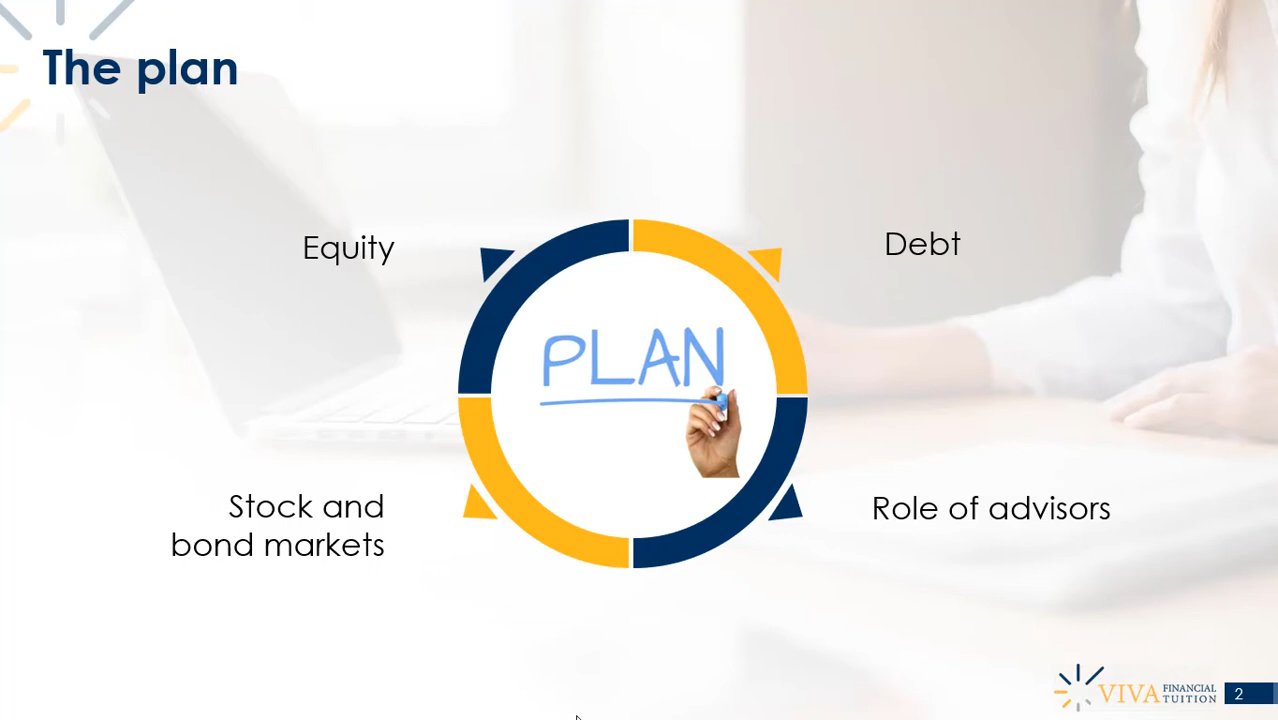 The plan
Equity
Debt
PLAN
Stock and
bond markets
Role of advisors
VIVA FINANCIAL
TUITION
2